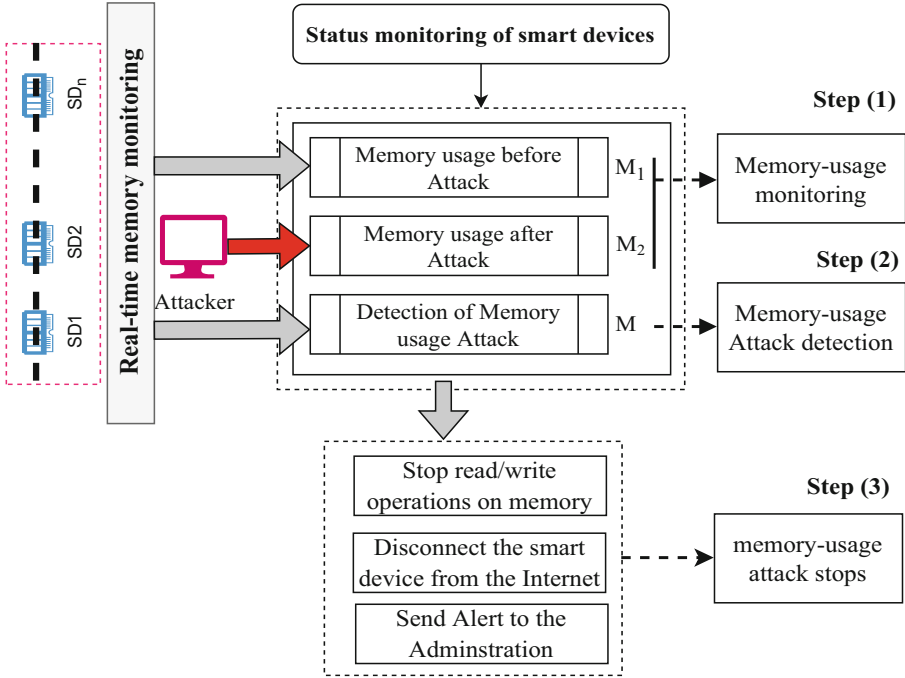 Status monitoring of smart devices
SDn
SD2
SD1
Real-time memory monitoring
Attacker
Memory usage before
Attack
M1
Memory usage after
Attack
M2
Detection of Memory
usage Attack
M
Step (1)
Memory-usage
monitoring
Step (2)
Memory-usage
Attack detection
Stop read/write
operations on memory
Disconnect the smart
device from the Internet
Send Alert to the
Adminstration
Step (3)
memory-usage
attack stops